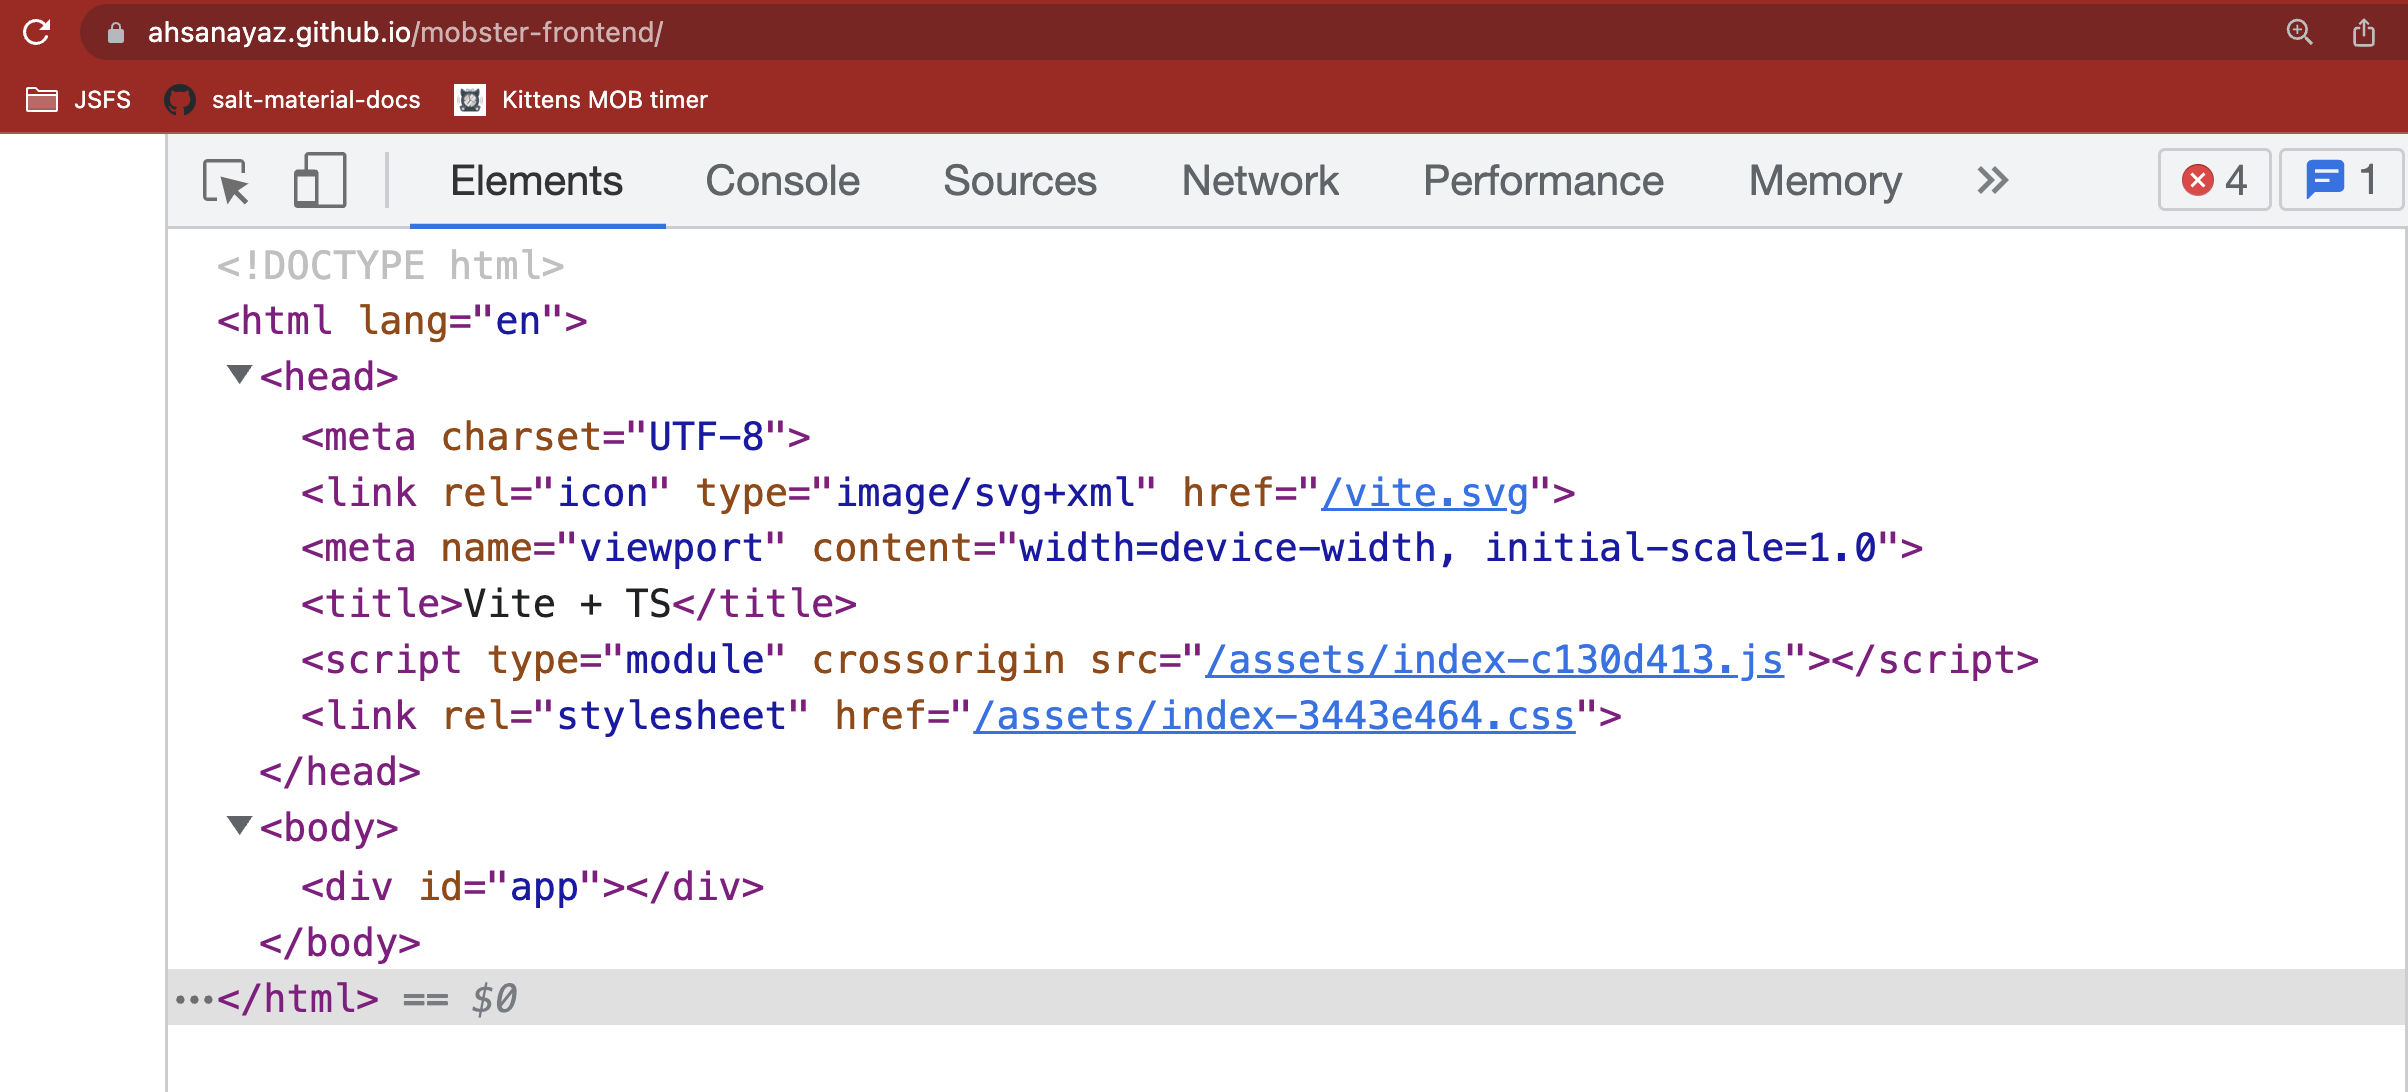 ahsanayaz.github.io/mobster-frontend/
JSFS salt-material-docs Kittens MOB timer
Elements Console Sources Network Performance Memory 4 1
<!DOCTYPE html>
<html lang="en">
<head>
<meta charset="UTF-8">
<link rel="icon" type="image/svg+xml" href="/vite.svg">
<meta name="viewport" content="width=device-width, initial-scale=1.0">
<title>Vite + TS</title>
<script type="module" crossorigin src="/assets/index-c130d413.js"></script>
<link rel="stylesheet" href="/assets/index-3443e464.css">
</head>
<body>
<div id="app"></div>
</body>
…</html> == $0